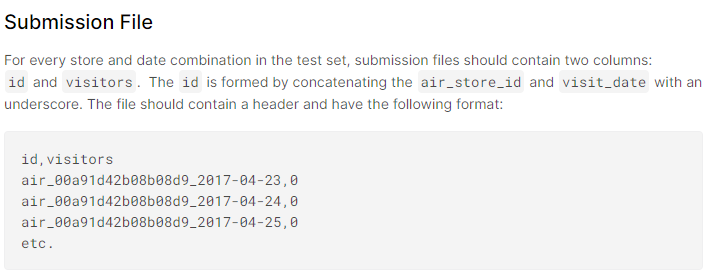 Submission File
For every store and date combination in the test set, submission files should contain two columns:
id and visitors. The id is formed by concatenating the air_store_id and visit_date with an
underscore. The file should contain a header and have the following format:
id,visitors
air_00a91d42b08b08d9_2017-04-23,0
air_00a91d42b08b08d9_2017-04-24,0
air_00a91d42b08b08d9_2017-04-25,0
etc.